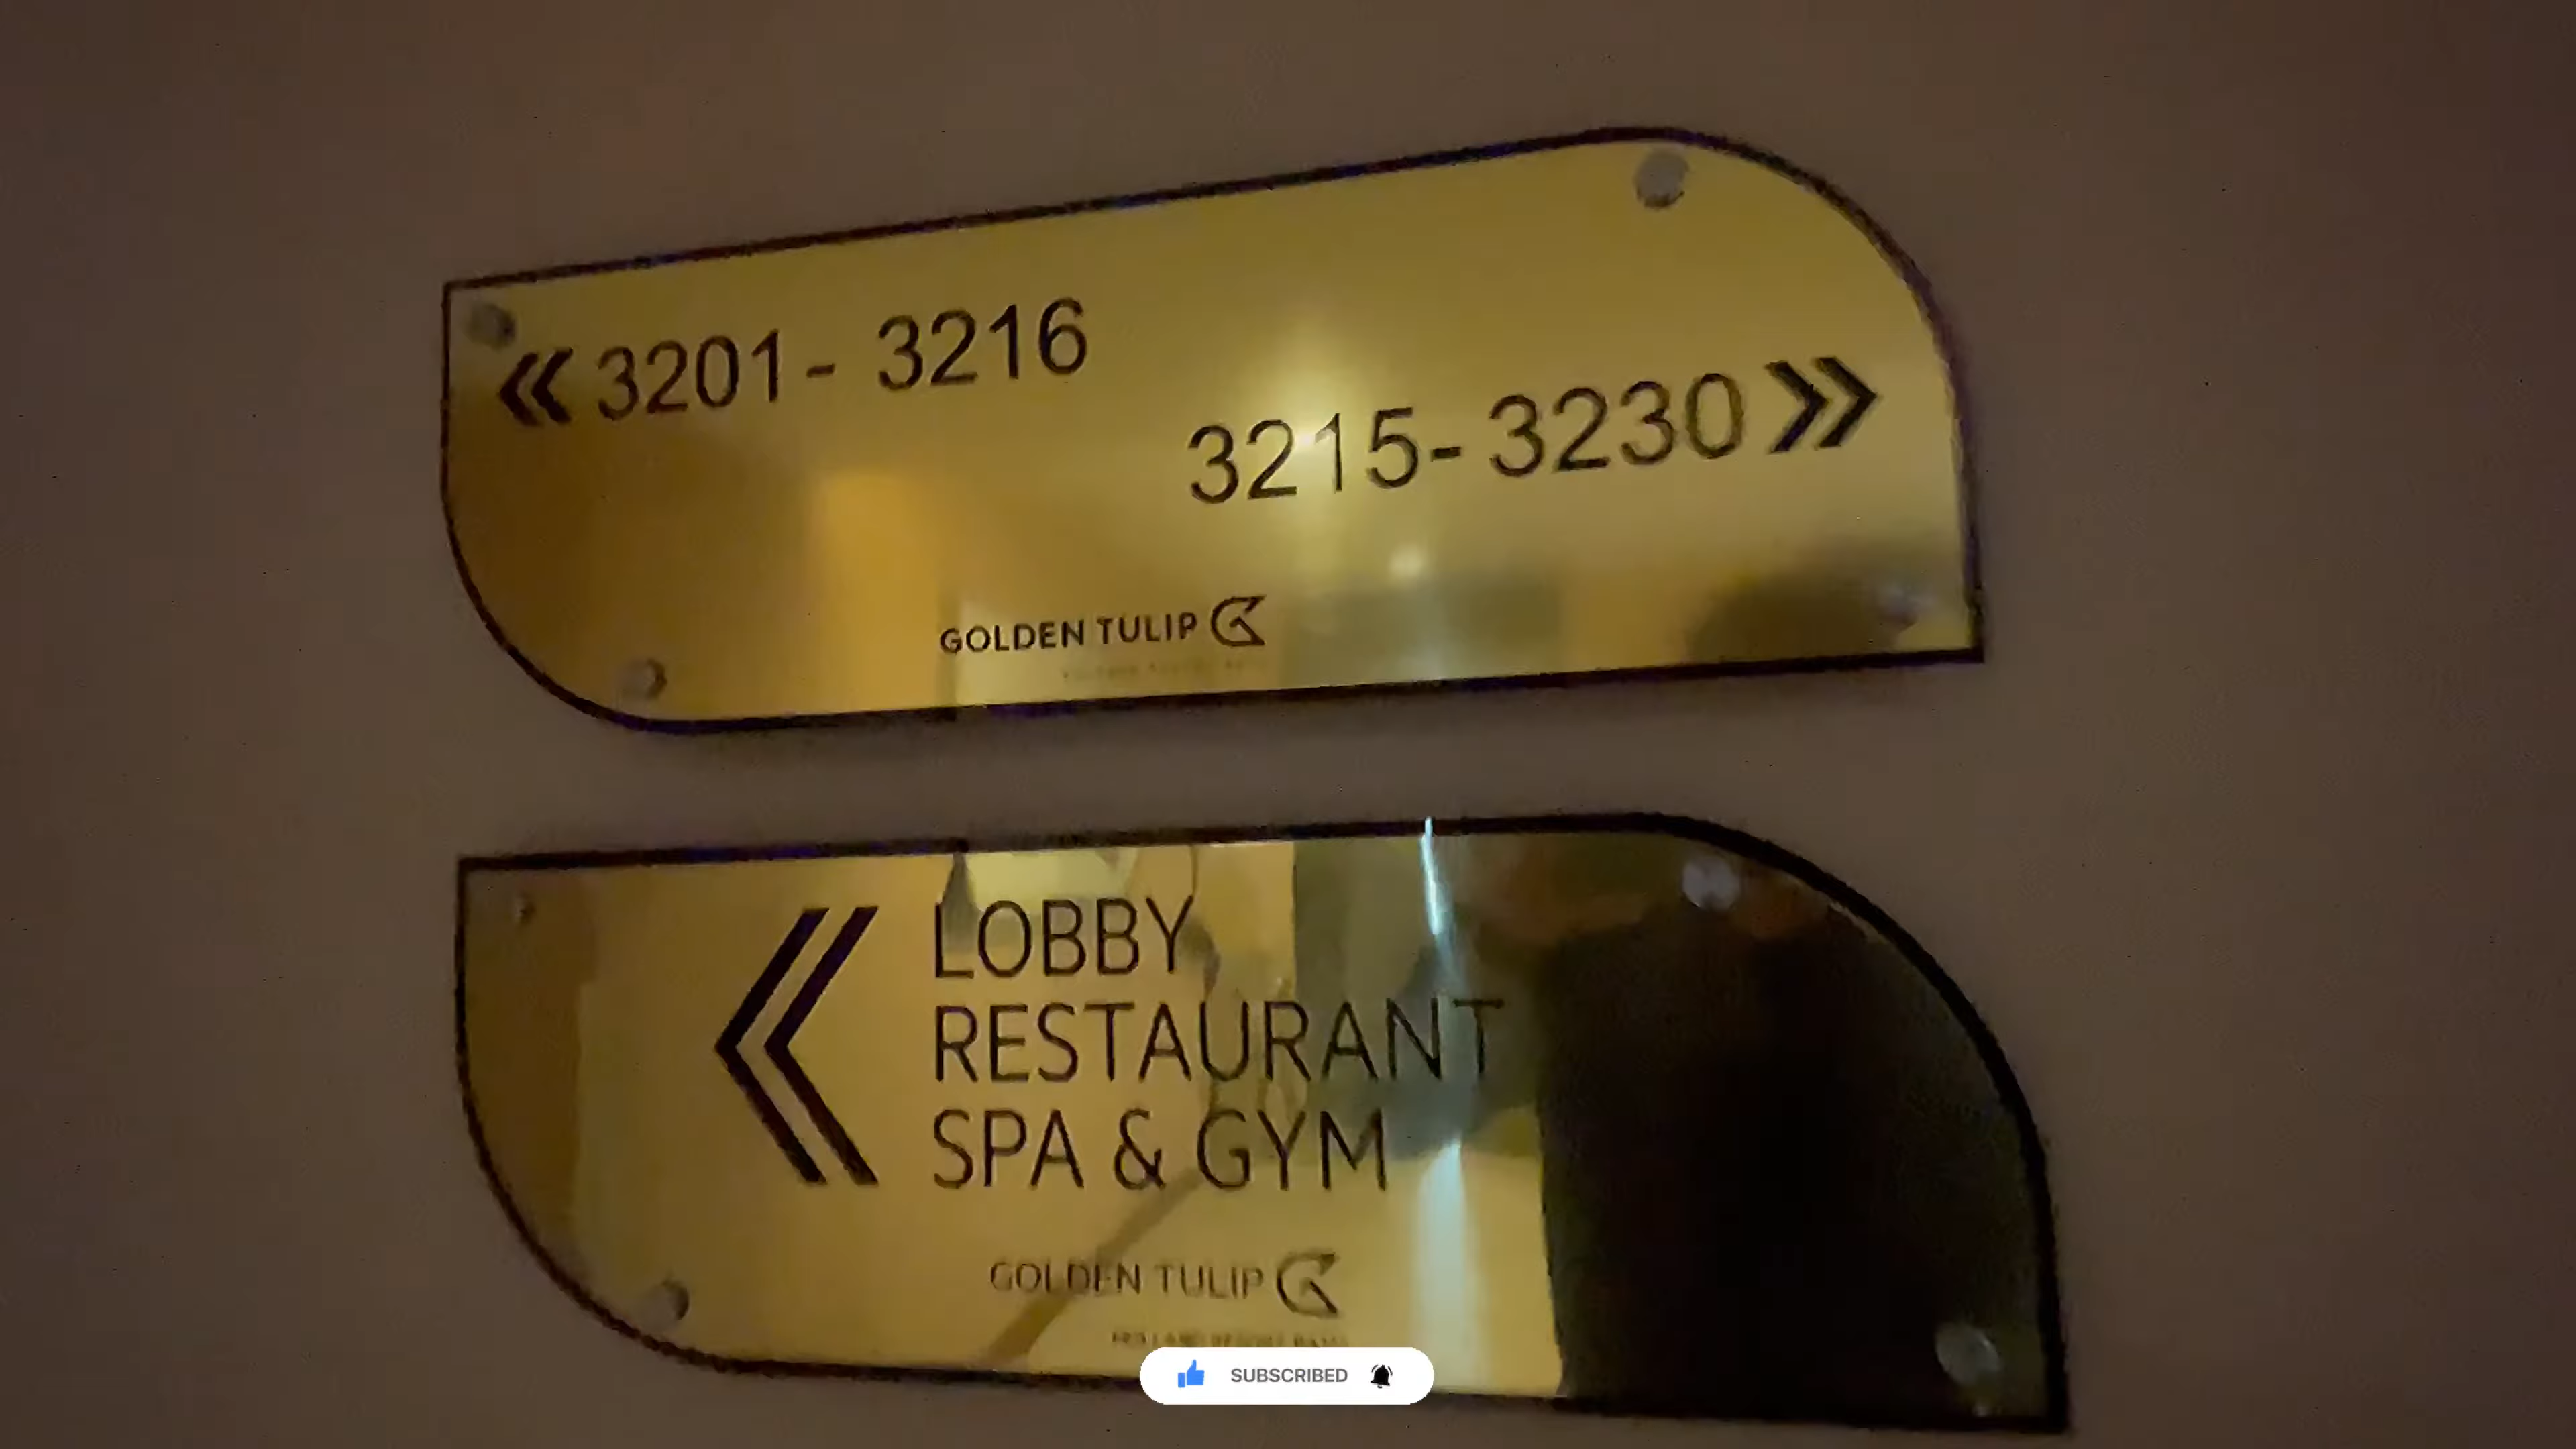 « 3201 - 3216
3215 - 3230 »
GOLDEN TULIP
LOBBY
RESTAURANT
SPA & GYM
GOLDEN TULIP
SUBSCRIBED